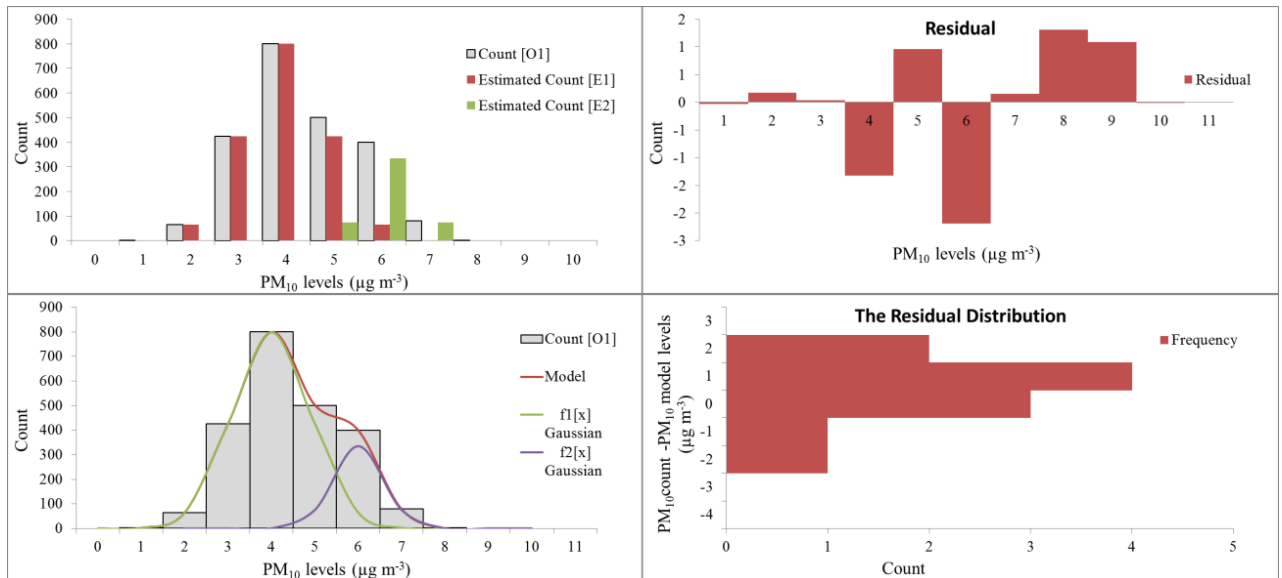 900
800
700
600
500
400
300
200
100
0
Count
Count [O1]
Estimated Count [E1]
Estimated Count [E2]
0 1 2 3 4 5 6 7 8 9 10
PM10 levels (µg m-3)
Residual
2
1
1
0
-1
-1
-2
-2
-3
Count
Residual
1 2 3 4 5 6 7 8 9 10 11
PM10 levels (µg m-3)
900
800
700
600
500
400
300
200
100
0
Count
Count [O1]
Model
f1[x]
Gaussian
f2[x]
Gaussian
0 1 2 3 4 5 6 7 8 9 10 11
PM10 levels (µg m-3)
The Residual Distribution
3
2
1
0
-1
-2
-3
-4
PM10count -PM10 model levels
(µg m-3)
Frequency
0 1 2 3 4 5
Count